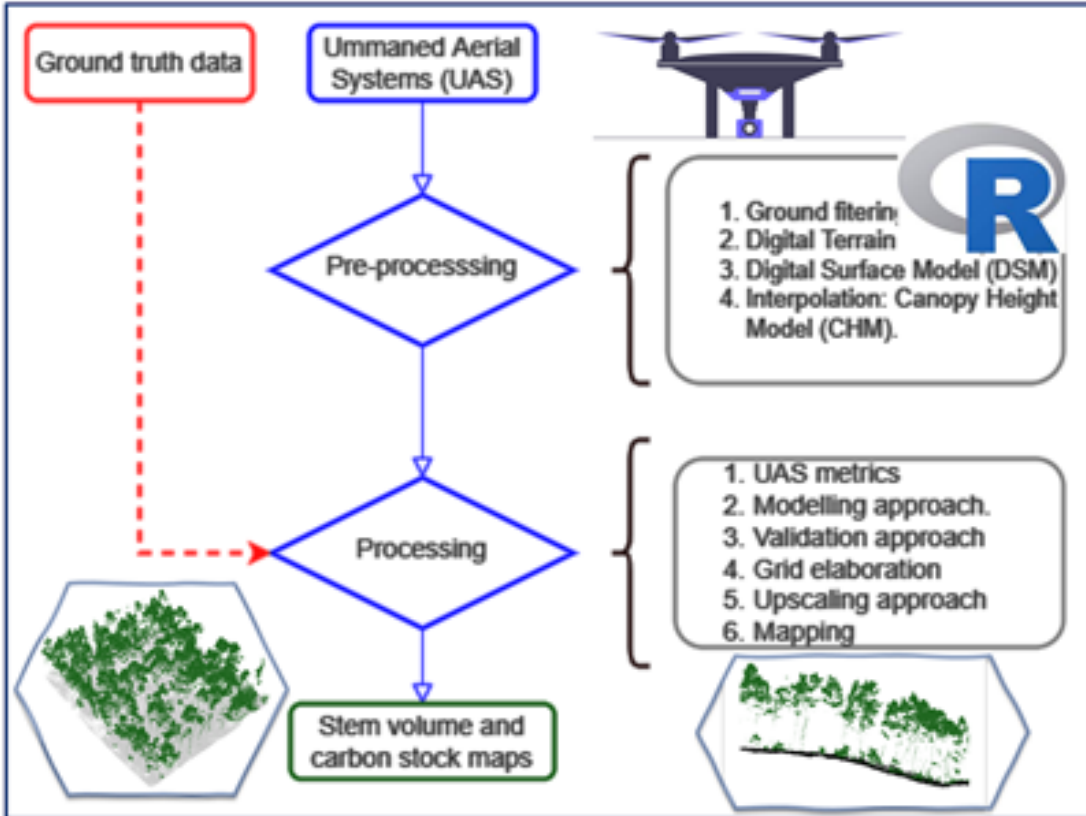 Ground truth data
Ummaned Aerial
Systems (UAS)
R
1. Ground fitering
2. Digital Terrain
3. Digital Surface Model (DSM)
4. Interpolation: Canopy Height
Model (CHM).
Pre-processsing
Processing
1. UAS metrics
2. Modelling approach.
3. Validation approach
4. Grid elaboration
5. Upscaling approach
6. Mapping
Stem volume and
carbon stock maps